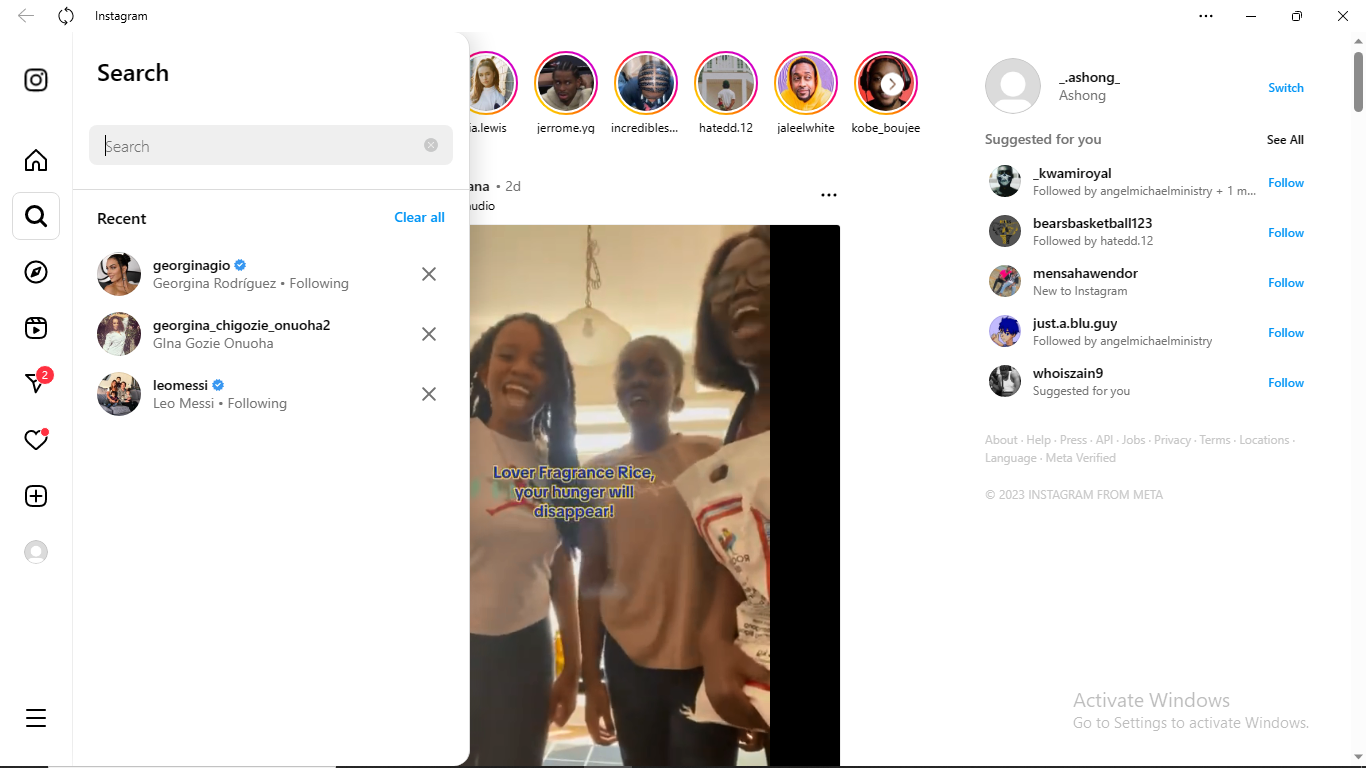 Instagram
Search
Search
Recent
Clear all
georginagio
Georgina Rodríguez • Following
georgina_chigozie_onuoha2
GIna Gozie Onuoha
leomessi
Leo Messi • Following
2
ia.lewis
jerrome.yg
incredibles...
hatedd.12
jaleelwhite
kobe_boujee
ana • 2d
audio
Lover Fragrance Rice,
your hunger will
disappear!
_.ashong_
Ashong
Switch
Suggested for you
See All
_kwamiroyal
Followed by angelmichaelministry + 1 m...
Follow
bearsbasketball123
Followed by hatedd.12
Follow
mensahawendor
New to Instagram
Follow
just.a.blu.guy
Followed by angelmichaelministry
Follow
whoiszain9
Suggested for you
Follow
About · Help · Press · API · Jobs · Privacy · Terms · Locations ·
Language · Meta Verified
© 2023 INSTAGRAM FROM META
Activate Windows
Go to Settings to activate Windows.